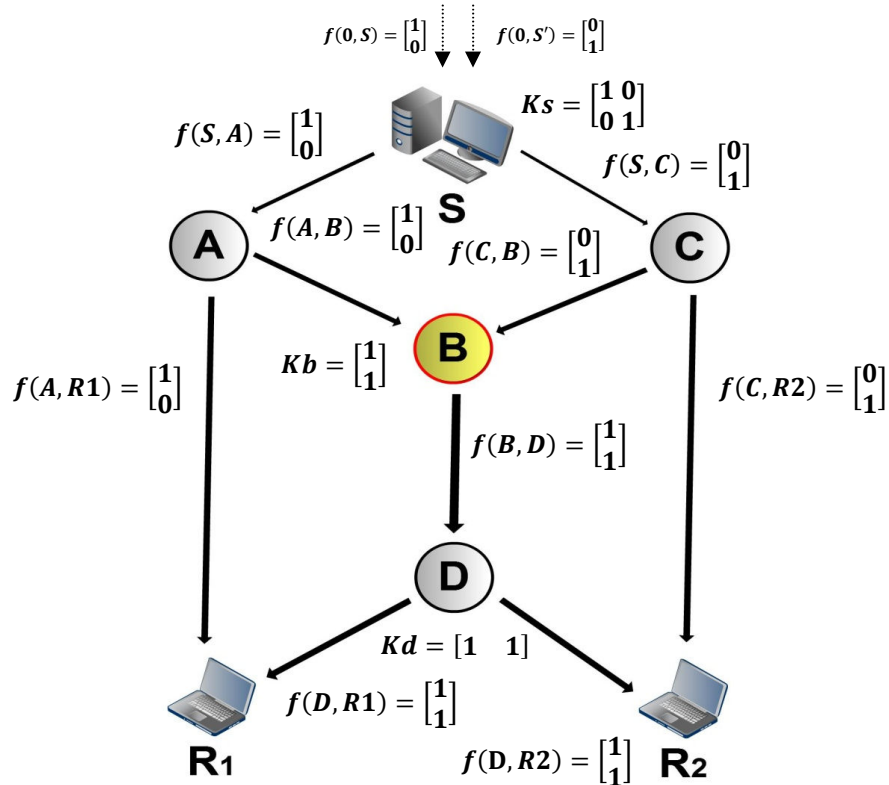 f(0, S) = [1 0]
f(0, S′) = [0 1]
Ks = [1 0 0 1]
f(S, A) = [1 0]
f(S, C) = [0 1]
S
A
f(A, B) = [1 0]
f(C, B) = [0 1]
C
B
Kb = [1 1]
f(A, R1) = [1 0]
f(C, R2) = [0 1]
f(B, D) = [1 1]
D
Kd = [1 1]
f(D, R1) = [1 1]
R1
f(D, R2) = [1 1]
R2